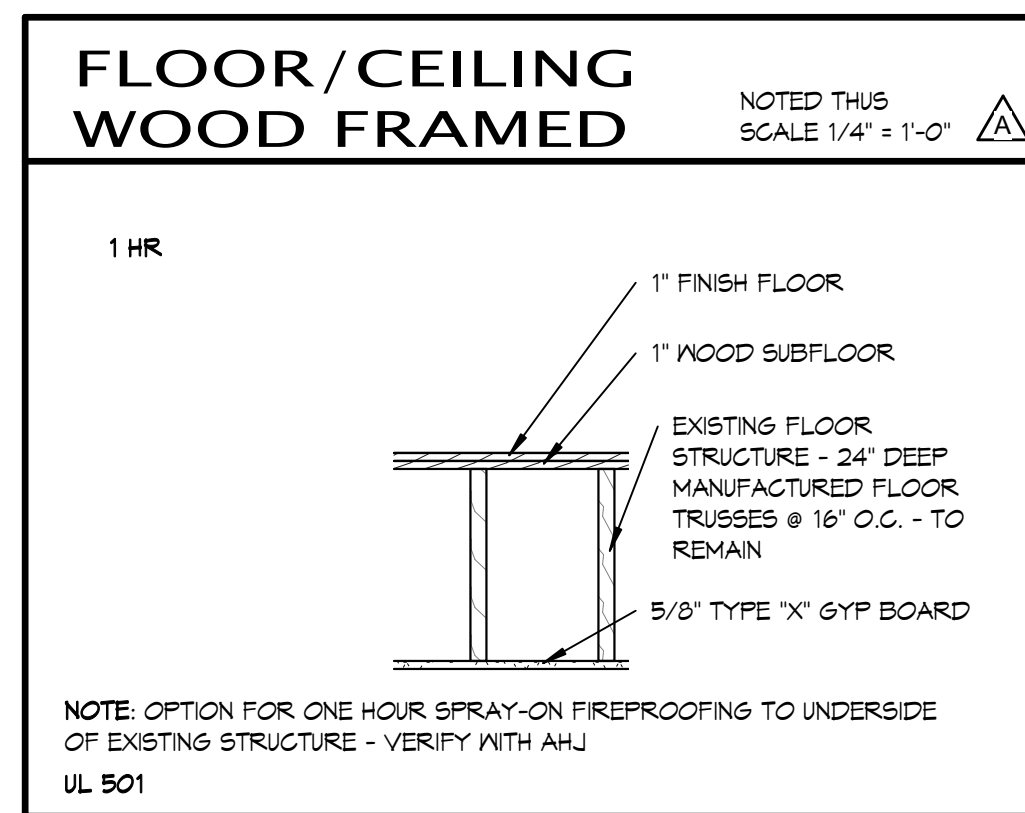 FLOOR/CEILING
WOOD FRAMED
NOTED THUS
SCALE 1/4" = 1'-0"
A
1 HR
1" FINISH FLOOR
1" WOOD SUBFLOOR
EXISTING FLOOR
STRUCTURE - 24" DEEP
MANUFACTURED FLOOR
TRUSSES @ 16" O.C. - TO
REMAIN
5/8" TYPE "X" GYP BOARD
NOTE: OPTION FOR ONE HOUR SPRAY-ON FIREPROOFING TO UNDERSIDE
OF EXISTING STRUCTURE - VERIFY WITH AHJ
UL 501